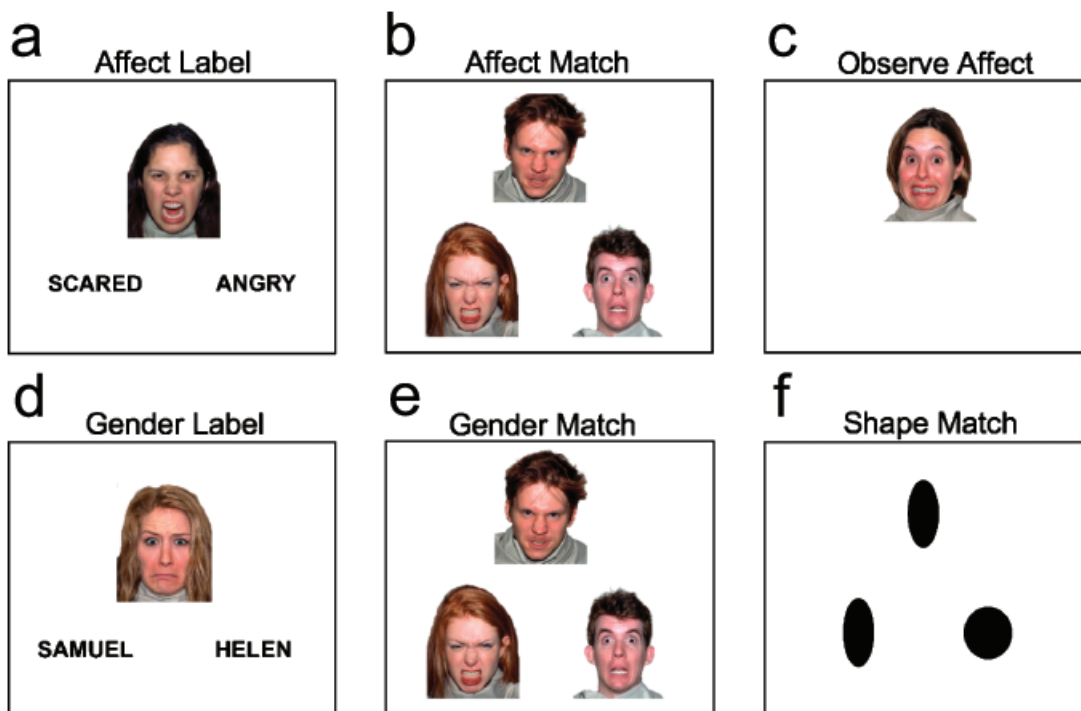 a
Affect Label
SCARED ANGRY
b
Affect Match
c
Observe Affect
d
Gender Label
SAMUEL HELEN
e
Gender Match
f
Shape Match